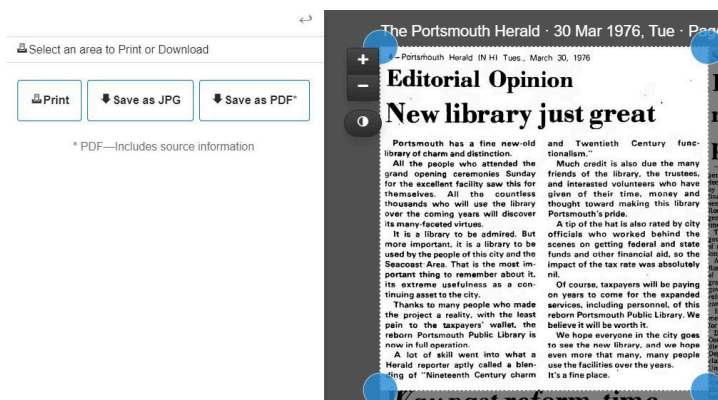 Select an area to Print or Download
Print
Save as JPG
Save as PDF*
* PDF—Includes source information
The Portsmouth Herald · 30 Mar 1976, Tue · Page
Portsmouth Herald (N H) Tues., March 30, 1976
Editorial Opinion
New library just great
Portsmouth has a fine new-old
library of charm and distinction.
All the people who attended the
grand opening ceremonies Sunday
for the excellent facility saw this for
themselves. All the countless
thousands who will use the library
over the coming years will discover
its many-faceted virtues.
It is a library to be admired. But
more important, it is a library to be
used by the people of this city and the
Seacoast Area. That is the most im-
portant thing to remember about it,
its extreme usefulness as a con-
tinuing asset to the city.
Thanks to many people who made
the project a reality, with the least
pain to the taxpayers' wallet, the
reborn Portsmouth Public Library is
now in full operation.
A lot of skill went into what a
Herald reporter aptly called a blen-
ding of "Nineteenth Century charm
and Twentieth Century func-
tionalism."
Much credit is also due the many
friends of the library, the trustees,
and interested volunteers who have
given of their time, money and
thought toward making this library
Portsmouth's pride.
A tip of the hat is also rated by city
officials who worked behind the
scenes on getting federal and state
funds and other financial aid, so the
impact of the tax rate was absolutely
nil.
Of course, taxpayers will be paying
on years to come for the expanded
services, including personnel, of this
reborn Portsmouth Public Library. We
believe it will be worth it.
We hope everyone in the city goes
to see the new library, and we hope
even more that many, many people
use the facilities over the years.
It's a fine place.
Way past reform time